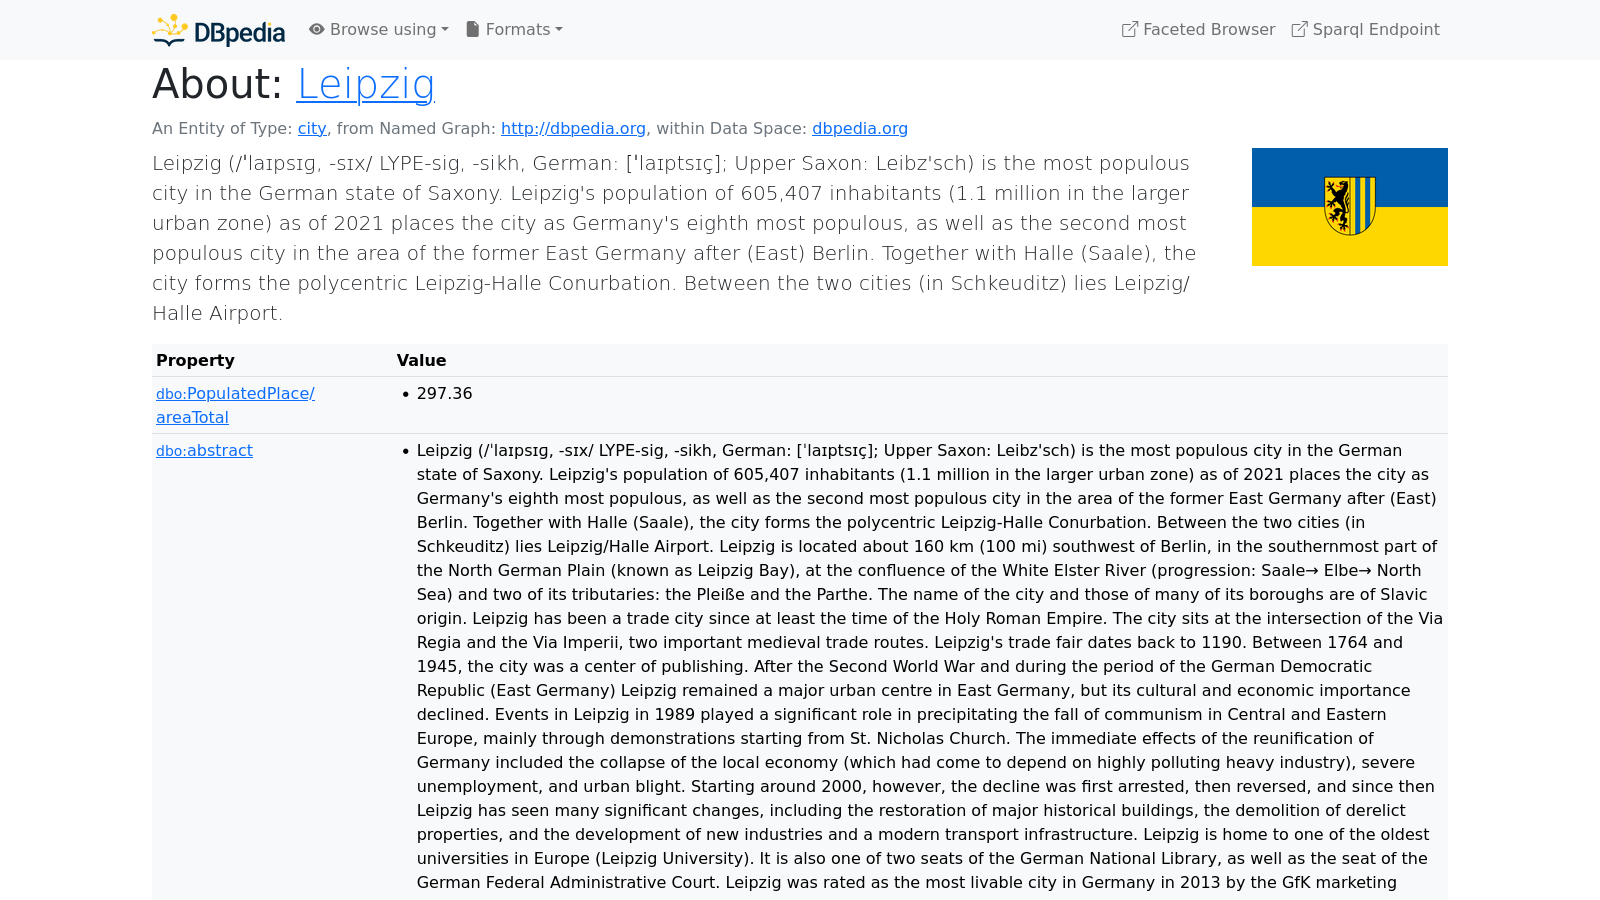 DBpedia Browse using Formats Faceted Browser Sparql Endpoint
About: Leipzig
An Entity of Type: city, from Named Graph: http://dbpedia.org, within Data Space: dbpedia.org
Leipzig (/ˈlaɪpsɪɡ, -sɪx/ LYPE-sig, -sikh, German: [ˈlaɪptsɪç]; Upper Saxon: Leibz'sch) is the most populous
city in the German state of Saxony. Leipzig's population of 605,407 inhabitants (1.1 million in the larger
urban zone) as of 2021 places the city as Germany's eighth most populous, as well as the second most
populous city in the area of the former East Germany after (East) Berlin. Together with Halle (Saale), the
city forms the polycentric Leipzig-Halle Conurbation. Between the two cities (in Schkeuditz) lies Leipzig/
Halle Airport.
Property Value
dbo:PopulatedPlace/
areaTotal
• 297.36
dbo:abstract
• Leipzig (/ˈlaɪpsɪɡ, -sɪx/ LYPE-sig, -sikh, German: [ˈlaɪptsɪç]; Upper Saxon: Leibz'sch) is the most populous city in the German
state of Saxony. Leipzig's population of 605,407 inhabitants (1.1 million in the larger urban zone) as of 2021 places the city as
Germany's eighth most populous, as well as the second most populous city in the area of the former East Germany after (East)
Berlin. Together with Halle (Saale), the city forms the polycentric Leipzig-Halle Conurbation. Between the two cities (in
Schkeuditz) lies Leipzig/Halle Airport. Leipzig is located about 160 km (100 mi) southwest of Berlin, in the southernmost part of
the North German Plain (known as Leipzig Bay), at the confluence of the White Elster River (progression: Saale→ Elbe→ North
Sea) and two of its tributaries: the Pleiße and the Parthe. The name of the city and those of many of its boroughs are of Slavic
origin. Leipzig has been a trade city since at least the time of the Holy Roman Empire. The city sits at the intersection of the Via
Regia and the Via Imperii, two important medieval trade routes. Leipzig's trade fair dates back to 1190. Between 1764 and
1945, the city was a center of publishing. After the Second World War and during the period of the German Democratic
Republic (East Germany) Leipzig remained a major urban centre in East Germany, but its cultural and economic importance
declined. Events in Leipzig in 1989 played a significant role in precipitating the fall of communism in Central and Eastern
Europe, mainly through demonstrations starting from St. Nicholas Church. The immediate effects of the reunification of
Germany included the collapse of the local economy (which had come to depend on highly polluting heavy industry), severe
unemployment, and urban blight. Starting around 2000, however, the decline was first arrested, then reversed, and since then
Leipzig has seen many significant changes, including the restoration of major historical buildings, the demolition of derelict
properties, and the development of new industries and a modern transport infrastructure. Leipzig is home to one of the oldest
universities in Europe (Leipzig University). It is also one of two seats of the German National Library, as well as the seat of the
German Federal Administrative Court. Leipzig was rated as the most livable city in Germany in 2013 by the GfK marketing